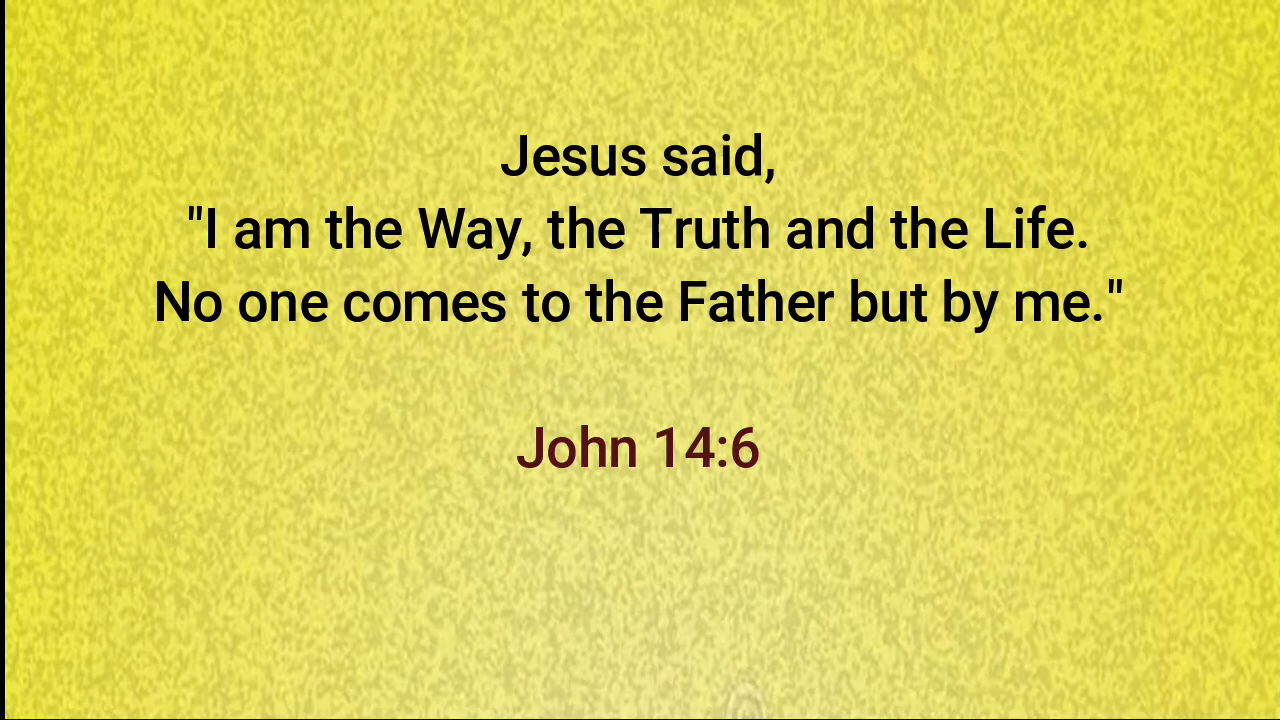 Jesus said,
"I am the Way, the Truth and the Life.
No one comes to the Father but by me."
John 14:6